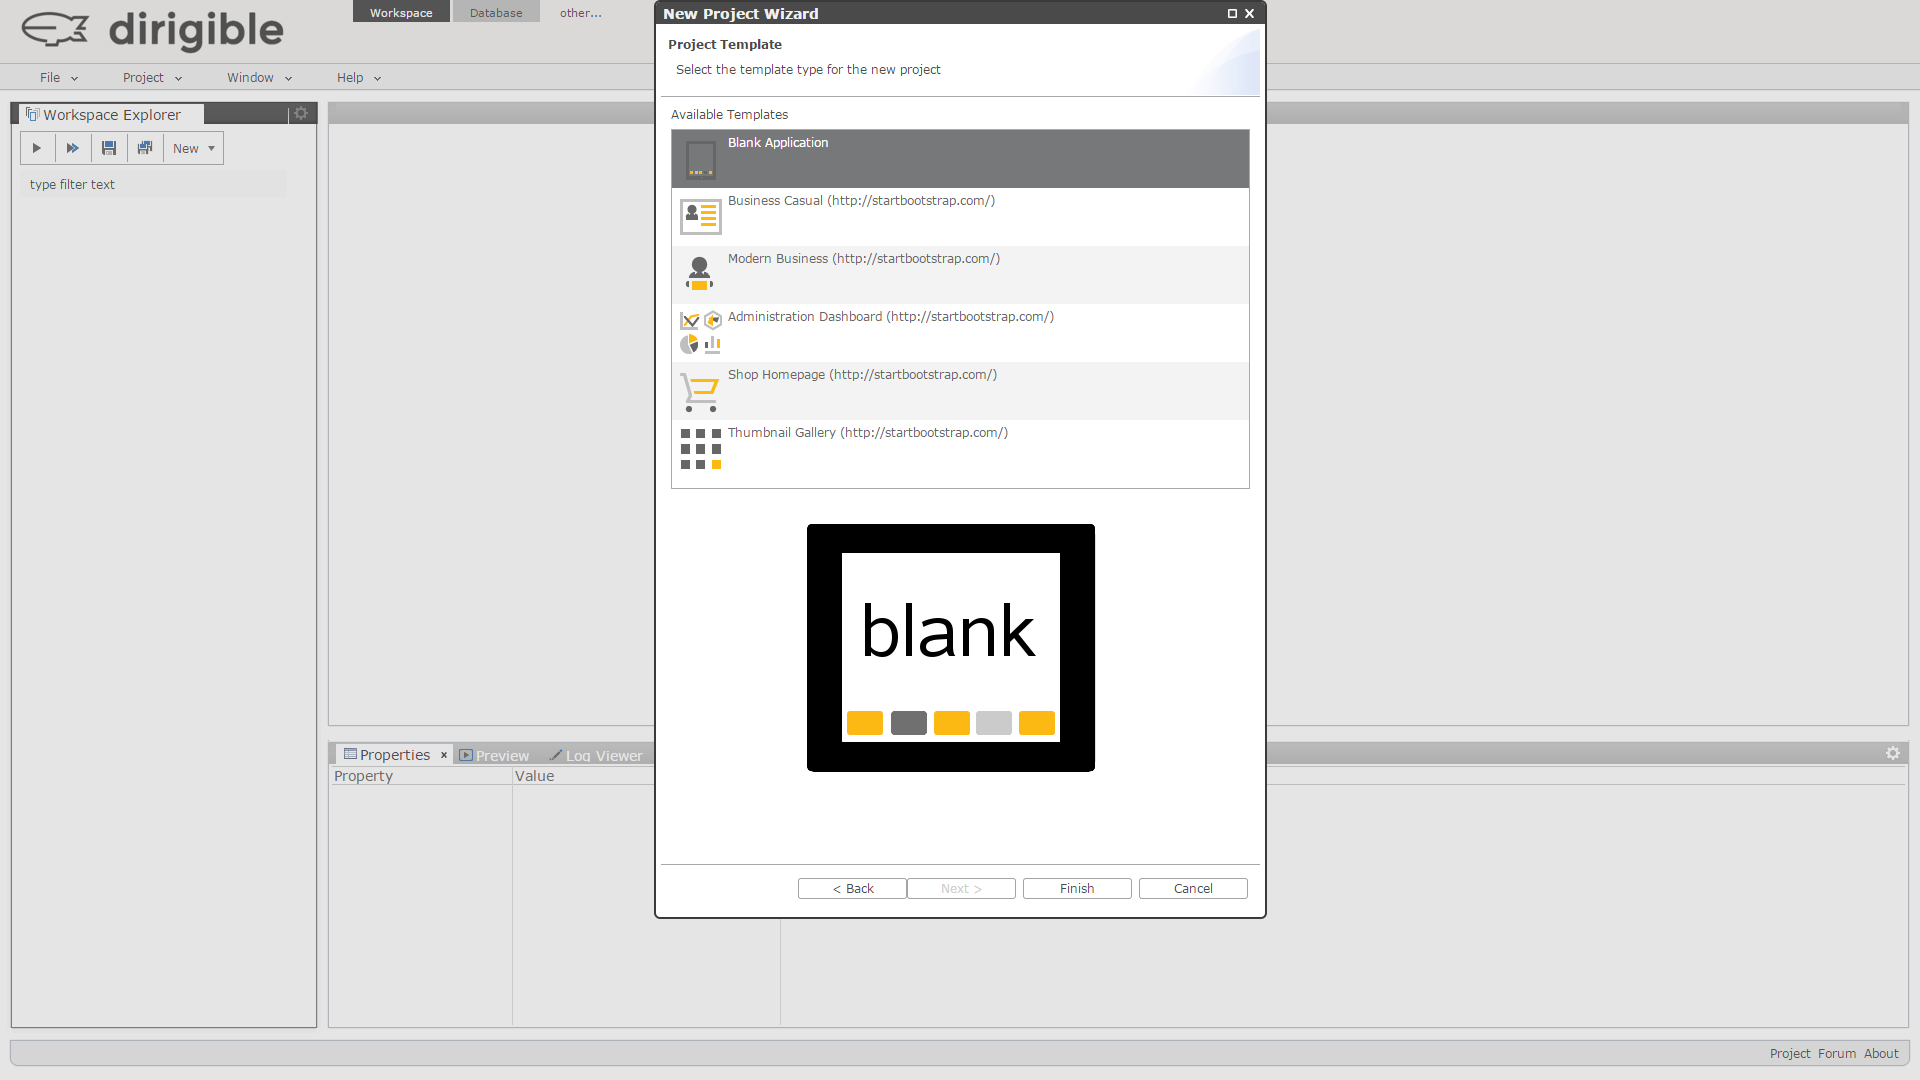 dirigible
Workspace
Database
other...
File
Project
Window
Help
Workspace Explorer
New
type filter text
New Project Wizard
Project Template
Select the template type for the new project
Available Templates
Blank Application
Business Casual (http://startbootstrap.com/)
Modern Business (http://startbootstrap.com/)
Administration Dashboard (http://startbootstrap.com/)
Shop Homepage (http://startbootstrap.com/)
Thumbnail Gallery (http://startbootstrap.com/)
blank
< Back
Next >
Finish
Cancel
Properties
Preview
Log Viewer
Property
Value
Project Forum About